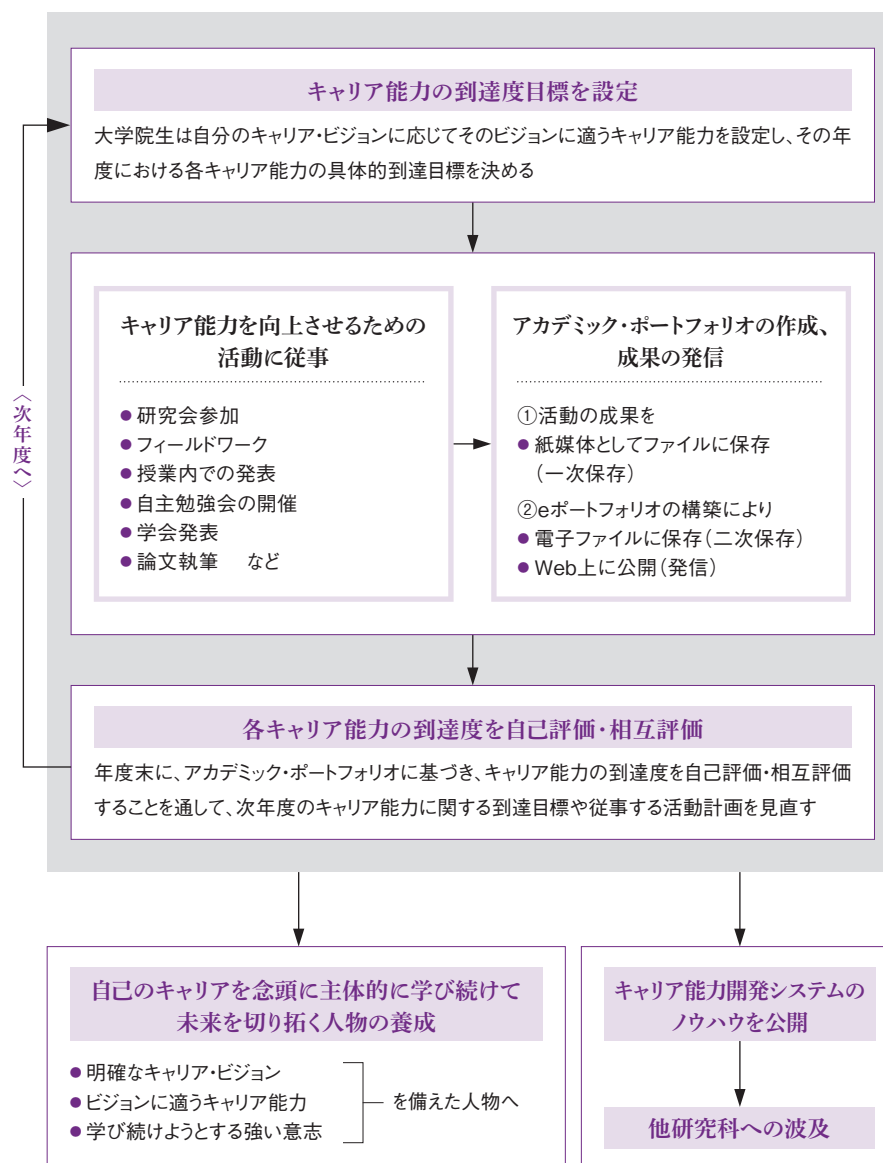 キャリア能力の到達度目標を設定
大学院生は自分のキャリア・ビジョンに応じてそのビジョンに適うキャリア能力を設定し、その年
度における各キャリア能力の具体的到達目標を決める
キャリア能力を向上させるための
活動に従事
●研究会参加
●フィールドワーク
●授業内での発表
●自主勉強会の開催
●学会発表
●論文執筆 など
アカデミック・ポートフォリオの作成、
成果の発信
①活動の成果を
●紙媒体としてファイルに保存
(一次保存)
②eポートフォリオの構築により
●電子ファイルに保存(二次保存)
●Web上に公開(発信)
〈次年度へ〉
各キャリア能力の到達度を自己評価・相互評価
年度末に、アカデミック・ポートフォリオに基づき、キャリア能力の到達度を自己評価・相互評価
することを通して、次年度のキャリア能力に関する到達目標や従事する活動計画を見直す
自己のキャリアを念頭に主体的に学び続けて
未来を切り拓く人物の養成
●明確なキャリア・ビジョン
●ビジョンに適うキャリア能力
●学び続けようとする強い意志
を備えた人物へ
キャリア能力開発システムの
ノウハウを公開
他研究科への波及